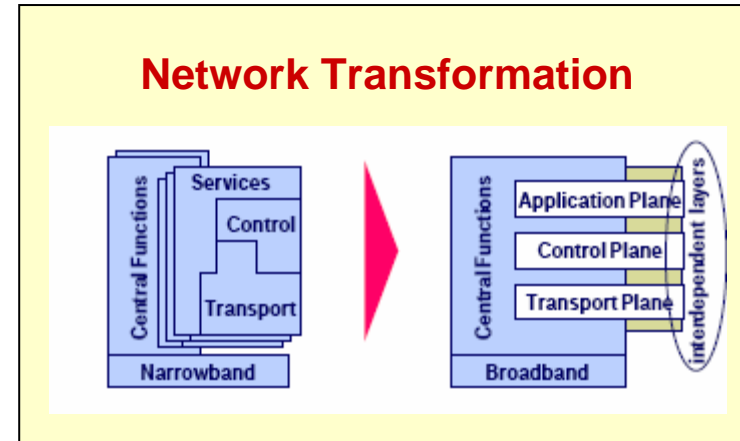 Network Transformation
Central Functions
Services
Control
Transport
Narrowband
Central Functions
Application Plane
Control Plane
Transport Plane
interdependent layers
Broadband